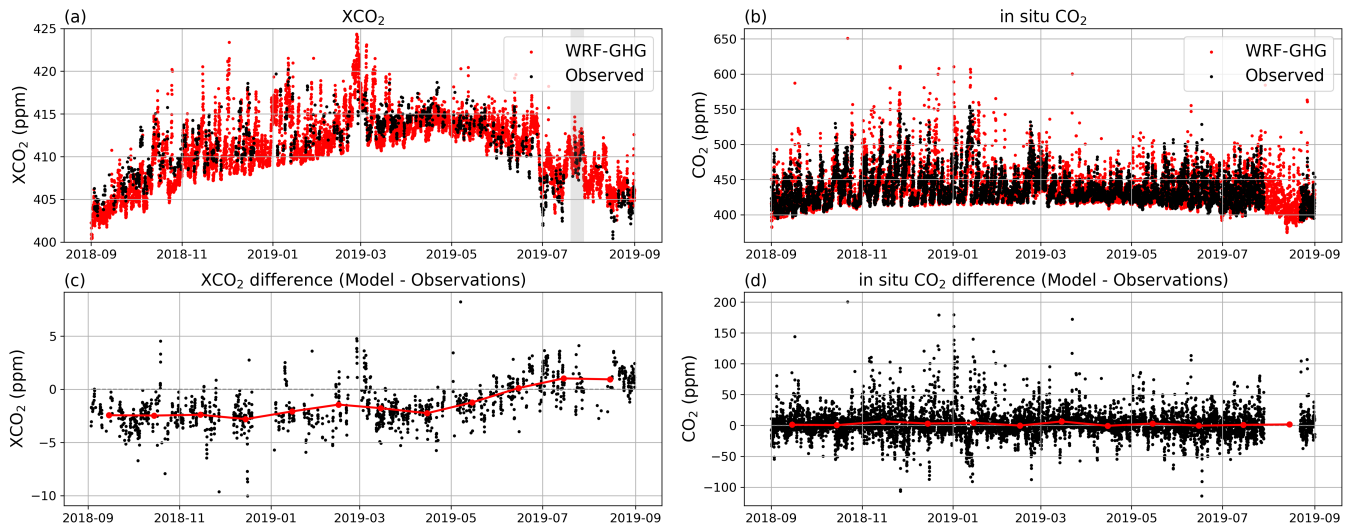 (a) XCO₂
XCO₂ (ppm)
425
420
415
410
405
400
WRF-GHG
Observed
2018-09 2018-11 2019-01 2019-03 2019-05 2019-07 2019-09
(b) in situ CO₂
CO₂ (ppm)
650
600
550
500
450
400
WRF-GHG
Observed
2018-09 2018-11 2019-01 2019-03 2019-05 2019-07 2019-09
(c) XCO₂ difference (Model - Observations)
XCO₂ (ppm)
5
0
−5
−10
2018-09 2018-11 2019-01 2019-03 2019-05 2019-07 2019-09
(d) in situ CO₂ difference (Model - Observations)
CO₂ (ppm)
200
150
100
50
0
−50
−100
2018-09 2018-11 2019-01 2019-03 2019-05 2019-07 2019-09